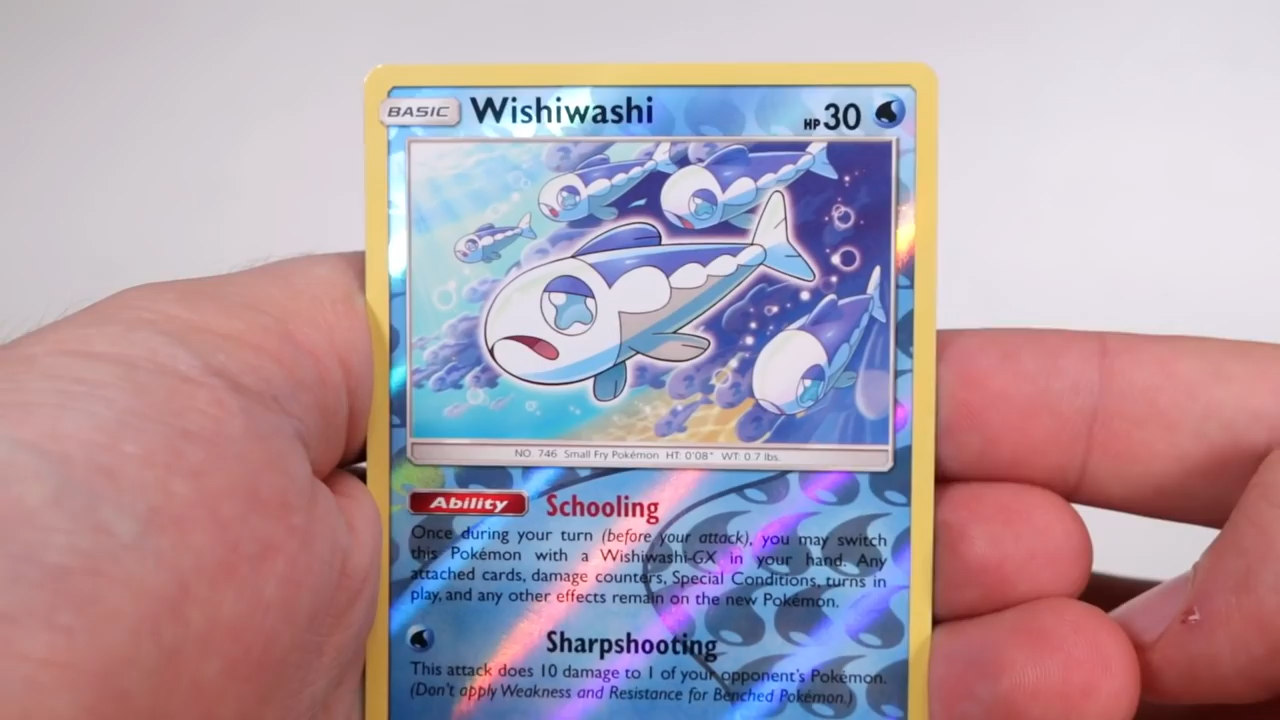 BASIC Wishiwashi HP 30
NO. 746 Small Fry Pokémon HT: 0'08" WT: 0.7 lbs.
Ability Schooling
Once during your turn (before your attack), you may switch
this Pokémon with a Wishiwashi-GX in your hand. Any
attached cards, damage counters, Special Conditions, turns in
play, and any other effects remain on the new Pokémon.
Sharpshooting
This attack does 10 damage to 1 of your opponent's Pokémon.
(Don't apply Weakness and Resistance for Benched Pokémon.)